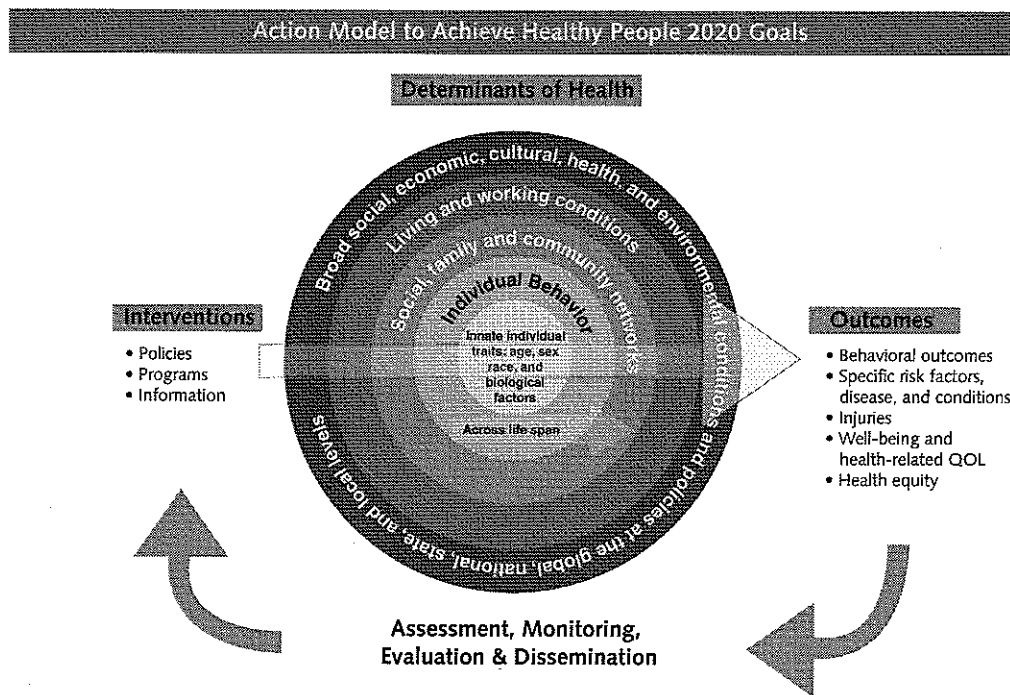 Action Model to Achieve Healthy People 2020 Goals
Determinants of Health
Broad social, economic, cultural, health, and environmental conditions and policies at the global, national, state, and local levels
Living and working conditions
Social, family and community networks
Individual Behavior
Innate individual
traits: age, sex
race, and
biological
factors
Across life span
Interventions
• Policies
• Programs
• Information
Outcomes
• Behavioral outcomes
• Specific risk factors,
disease, and conditions
• Injuries
• Well-being and
health-related QOL
• Health equity
Assessment, Monitoring,
Evaluation & Dissemination